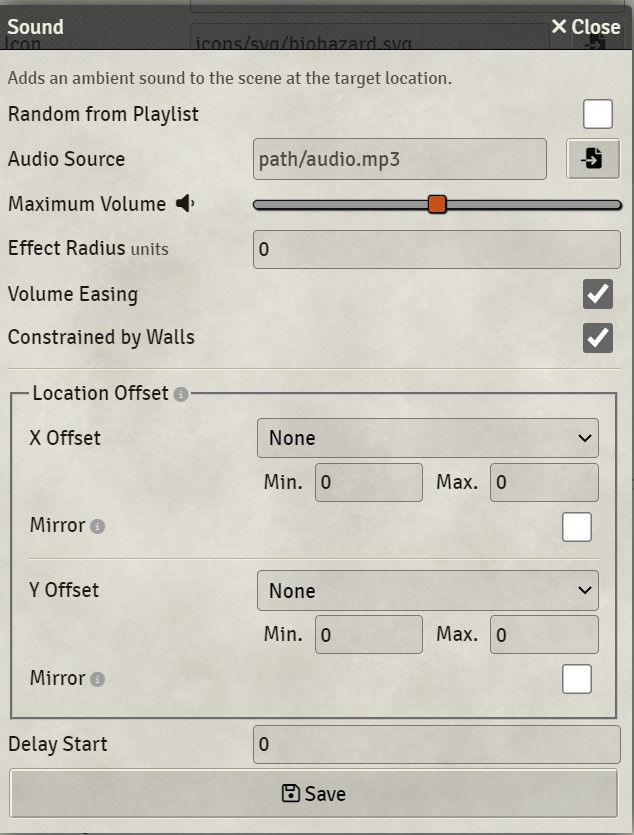 Sound
Close
Icon
icons/svg/biohazard.svg
Adds an ambient sound to the scene at the target location.
Random from Playlist
Audio Source
path/audio.mp3
Maximum Volume
Effect Radius units
0
Volume Easing
Constrained by Walls
Location Offset
X Offset
None
Min. 0 Max. 0
Mirror
Y Offset
None
Min. 0 Max. 0
Mirror
Delay Start
0
Save